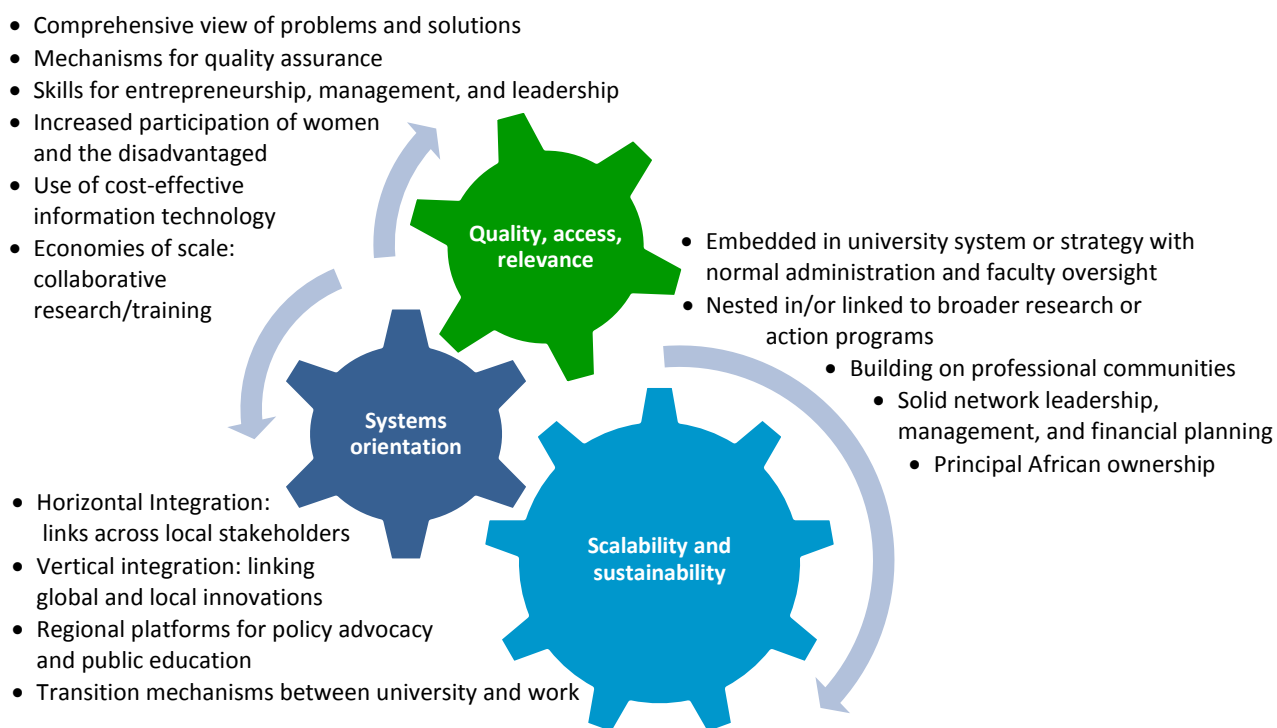 • Comprehensive view of problems and solutions
• Mechanisms for quality assurance
• Skills for entrepreneurship, management, and leadership
• Increased participation of women
and the disadvantaged
• Use of cost-effective
information technology
• Economies of scale:
collaborative
research/training
Quality, access,
relevance
• Embedded in university system or strategy with
normal administration and faculty oversight
• Nested in/or linked to broader research or
action programs
• Building on professional communities
• Solid network leadership,
management, and financial planning
• Principal African ownership
Systems
orientation
• Horizontal Integration:
links across local stakeholders
• Vertical integration: linking
global and local innovations
• Regional platforms for policy advocacy
and public education
• Transition mechanisms between university and work
Scalability and
sustainability